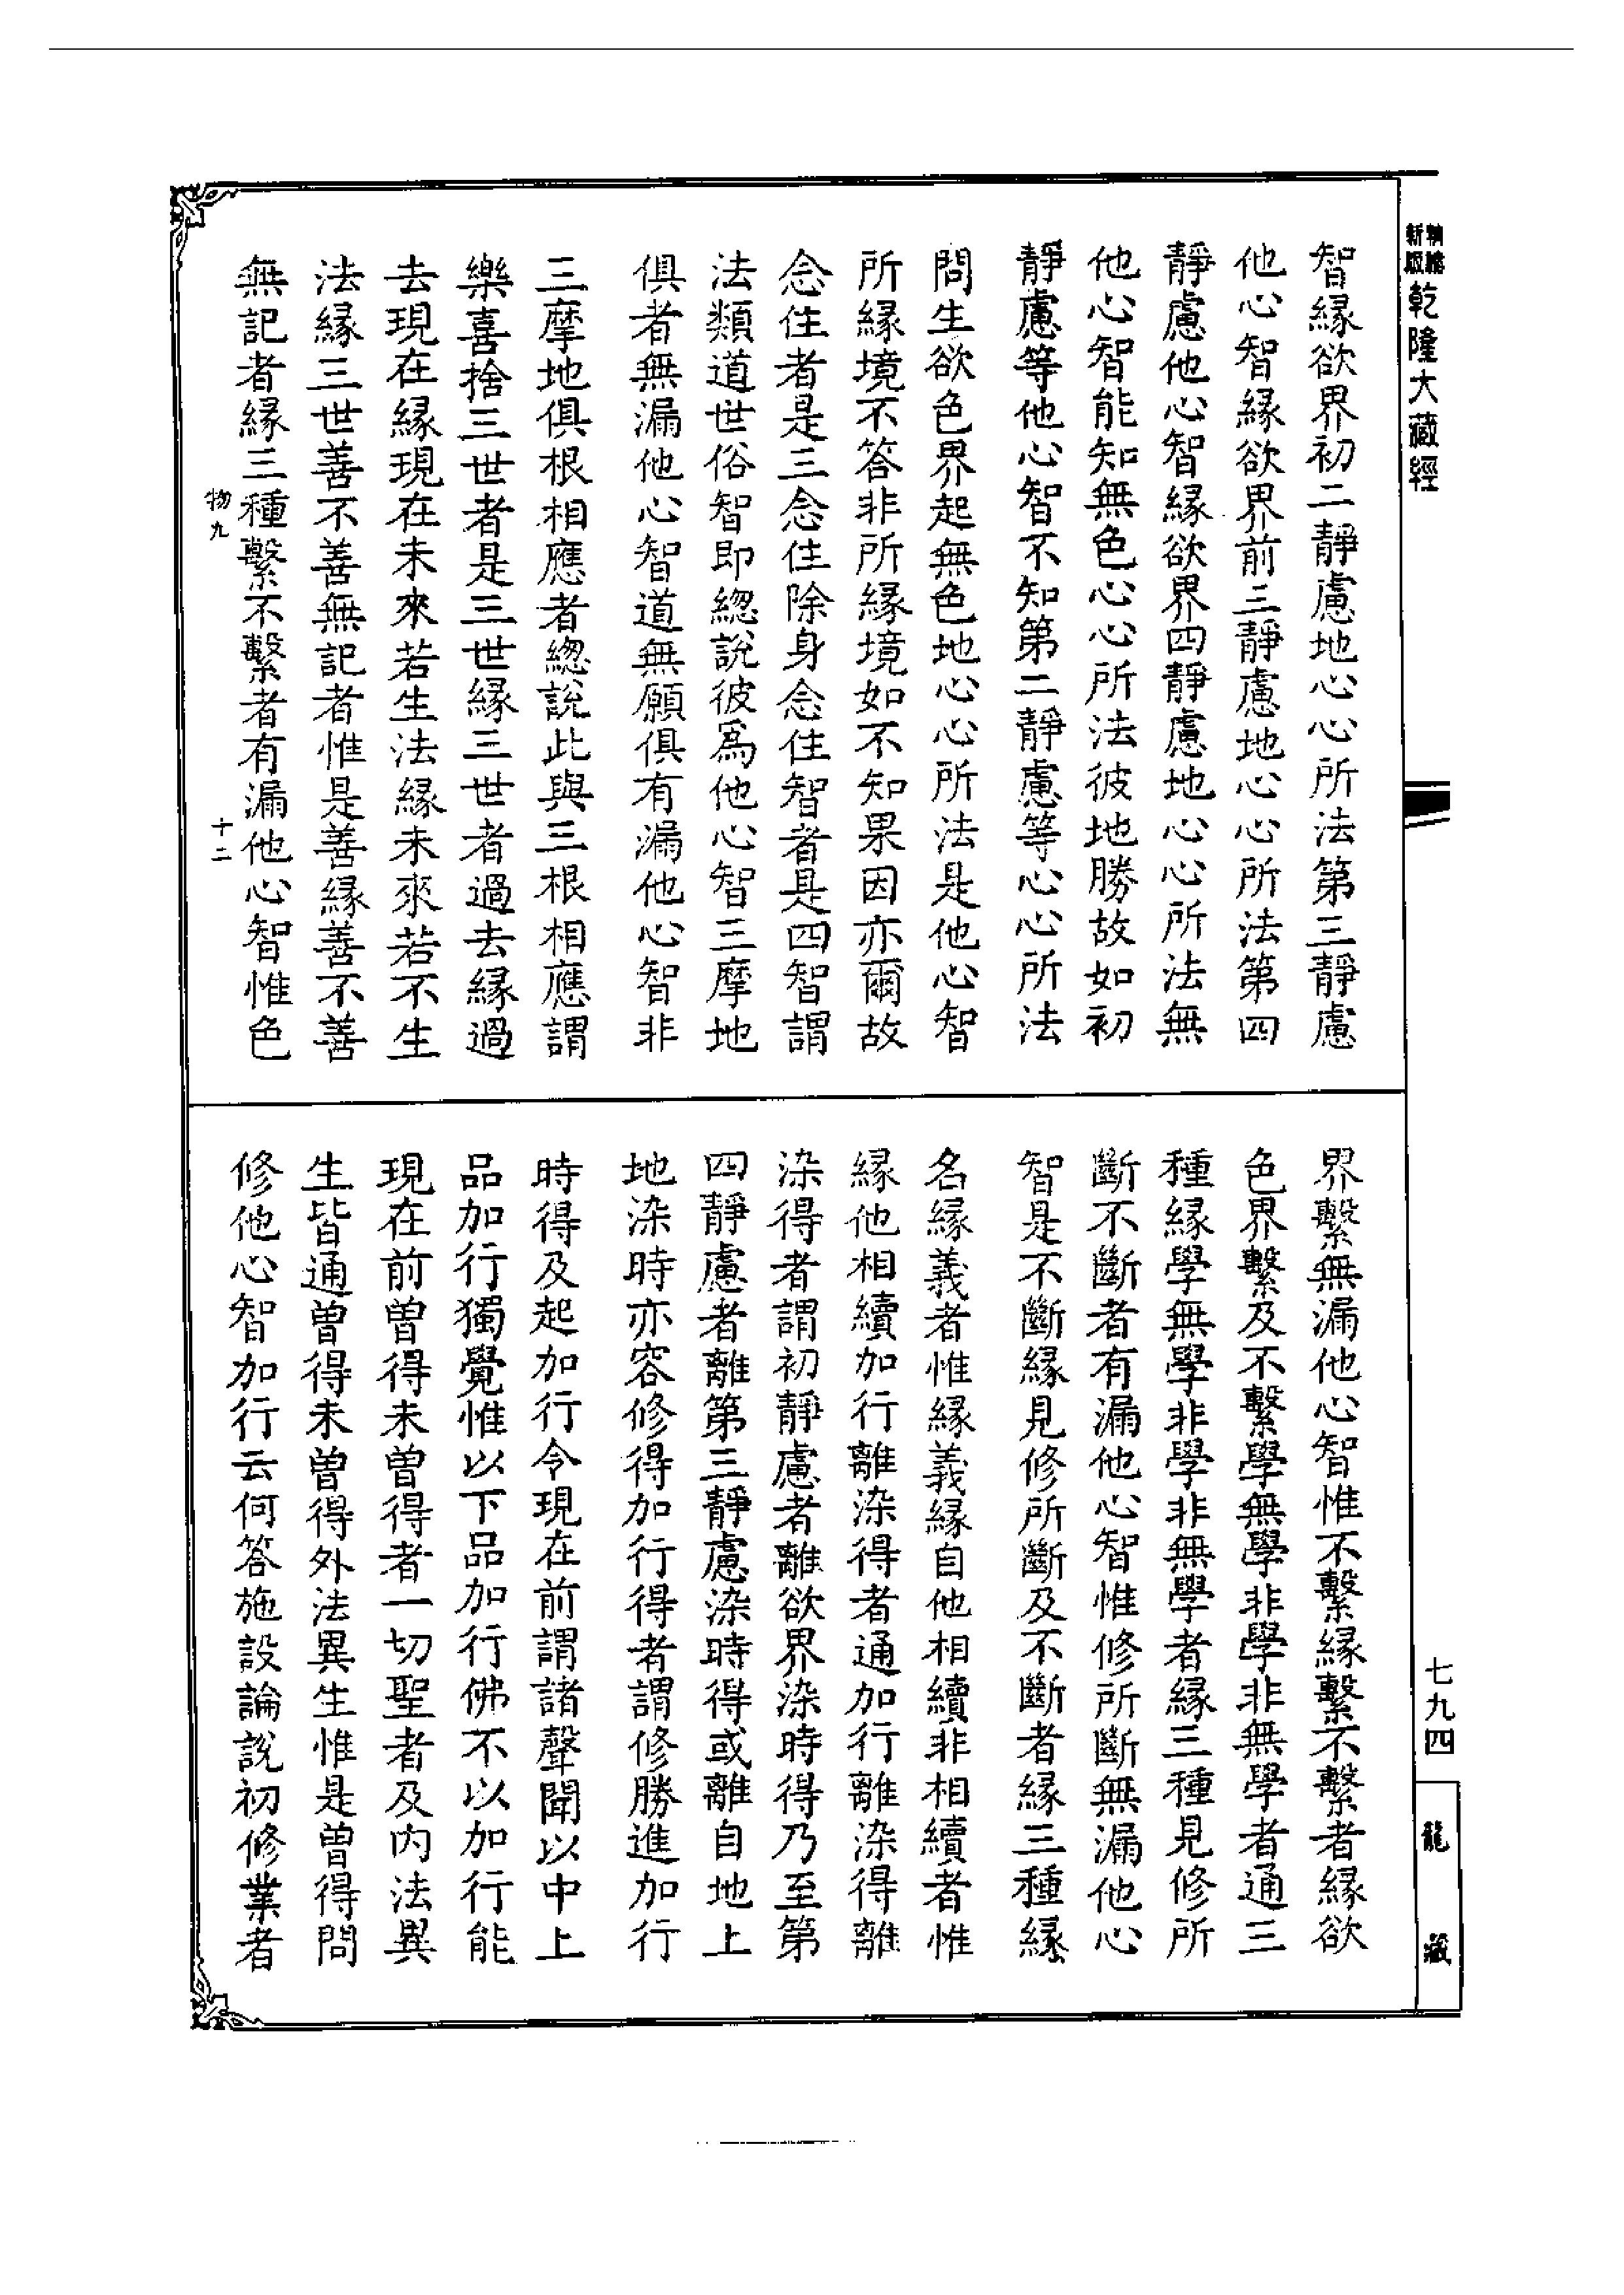 新版
精縮
乾隆大藏經
智緣欲界初二靜慮地心心所法第三靜慮
他心智緣欲界前三靜慮地心心所法第四
靜慮他心智緣欲界四靜慮地心心所法無
他心智能知無色心心所法彼地勝故如初
靜慮等他心智不知第二靜慮等心心所法
問生欲色界起無色地心心所法是他心智
所緣境不答非所緣境如不知果因亦爾故
念住者是三念住除身念住智者是四智謂
法類道世俗智即緫說彼爲他心智三摩地
俱者無漏他心智道無願俱有漏他心智非
三摩地俱根相應者緫說此與三根相應謂
樂喜捨三世者是三世緣三世者過去緣過
去現在緣現在未來若生法緣未來若不生
法緣三世善不善無記者惟是善緣善不善
無記者緣三種繫不繫者有漏他心智惟色
物九
十二
界繫無漏他心智惟不繫緣繫不繫者緣欲
色界繫及不繫學無學非學非無學者通三
種緣學無學非學非無學者緣三種見修所
斷不斷者有漏他心智惟修所斷無漏他心
智是不斷緣見修所斷及不斷者緣三種緣
名緣義者惟緣義緣自他相續非相續者惟
緣他相續加行離染得者通加行離染得離
染得者謂初靜慮者離欲界染時得乃至第
四靜慮者離第三靜慮染時得或離自地上
地染時亦容修得加行得者謂修勝進加行
時得及起加行令現在前謂諸聲聞以中上
品加行獨覺惟以下品加行佛不以加行能
現在前曾得未曾得者一切聖者及內法異
生皆通曾得未曾得外法異生惟是曾得問
修他心智加行云何答施設論說初修業者
七九四
龍藏